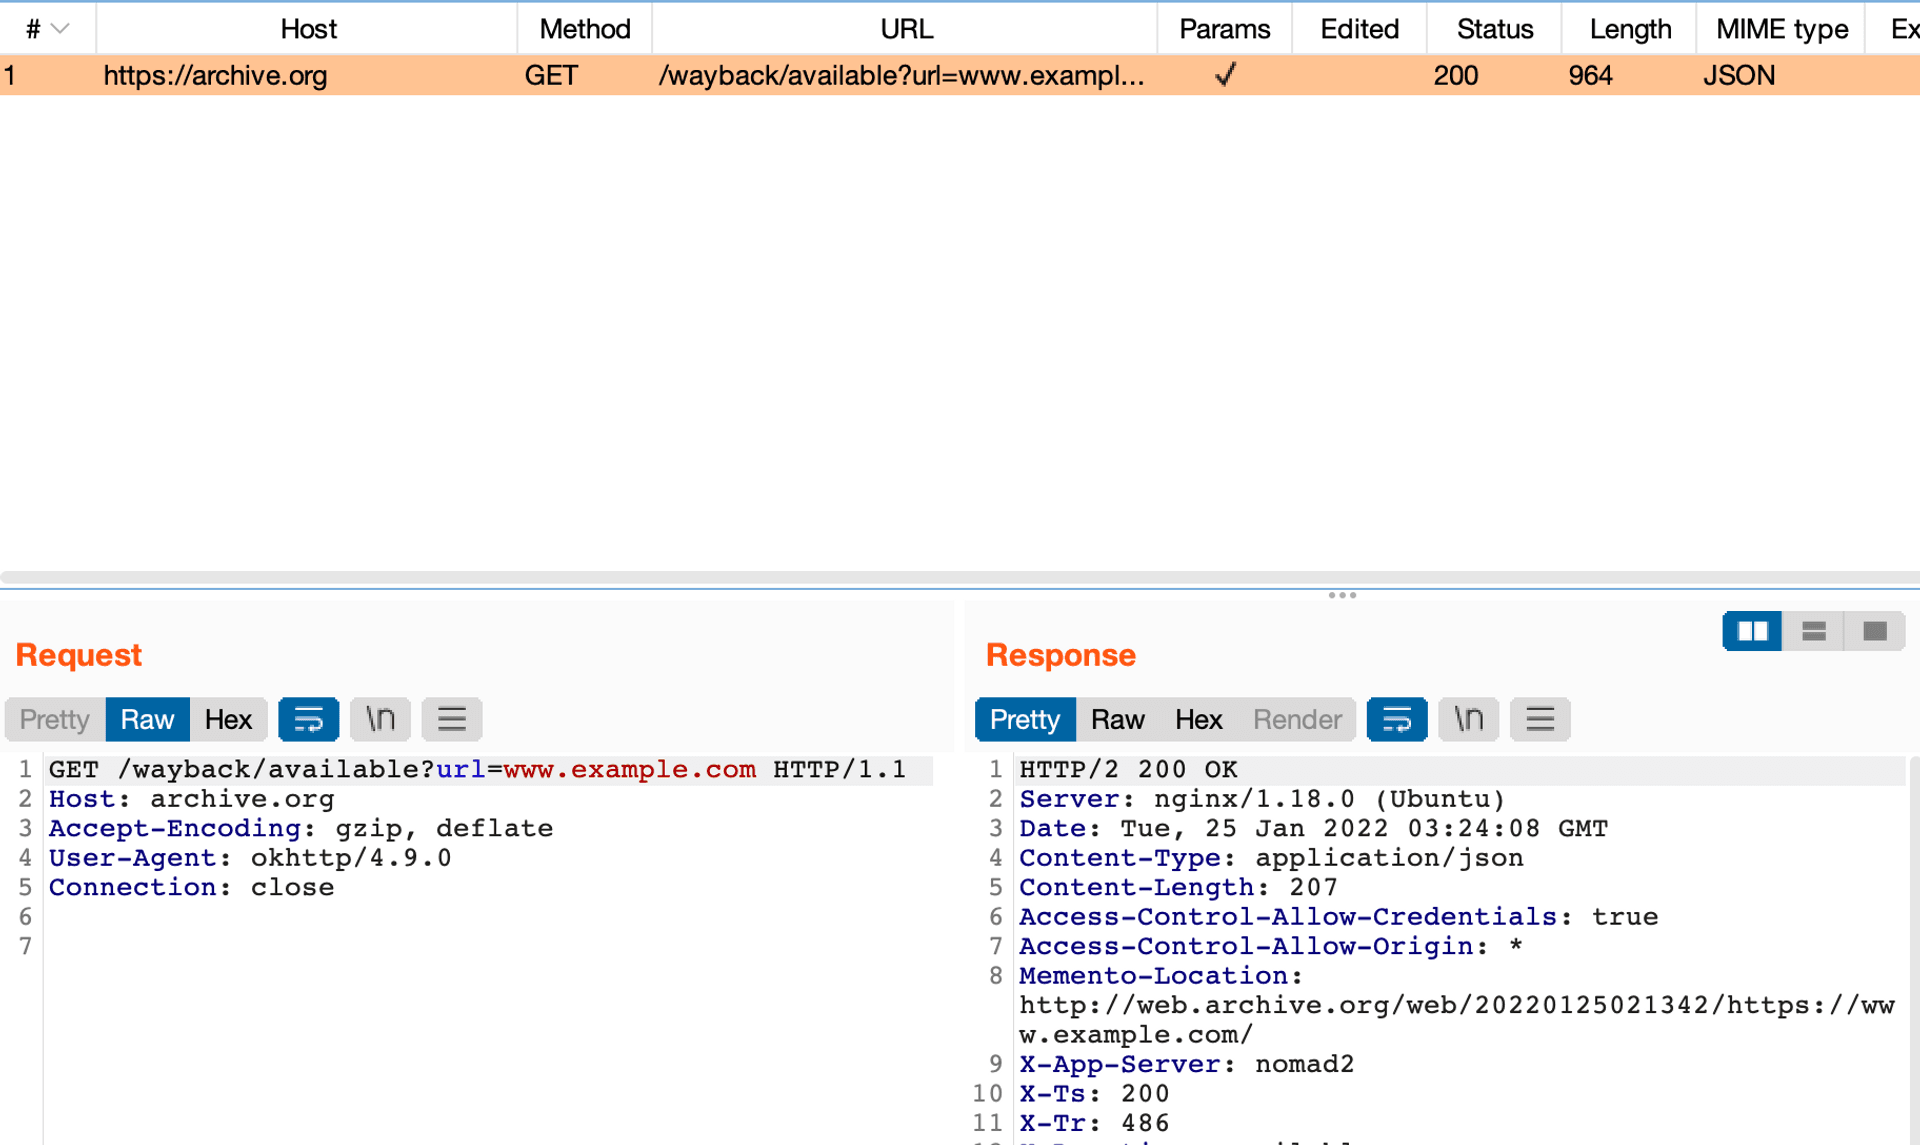 # Host Method URL Params Edited Status Length MIME type Ex
1 https://archive.org GET /wayback/available?url=www.exampl... ✓ 200 964 JSON
Request
Pretty Raw Hex \n
1 GET /wayback/available?url=www.example.com HTTP/1.1
2 Host: archive.org
3 Accept-Encoding: gzip, deflate
4 User-Agent: okhttp/4.9.0
5 Connection: close
6
7
Response
Pretty Raw Hex Render \n
1 HTTP/2 200 OK
2 Server: nginx/1.18.0 (Ubuntu)
3 Date: Tue, 25 Jan 2022 03:24:08 GMT
4 Content-Type: application/json
5 Content-Length: 207
6 Access-Control-Allow-Credentials: true
7 Access-Control-Allow-Origin: *
8 Memento-Location:
http://web.archive.org/web/20220125021342/https://ww
w.example.com/
9 X-App-Server: nomad2
10 X-Ts: 200
11 X-Tr: 486